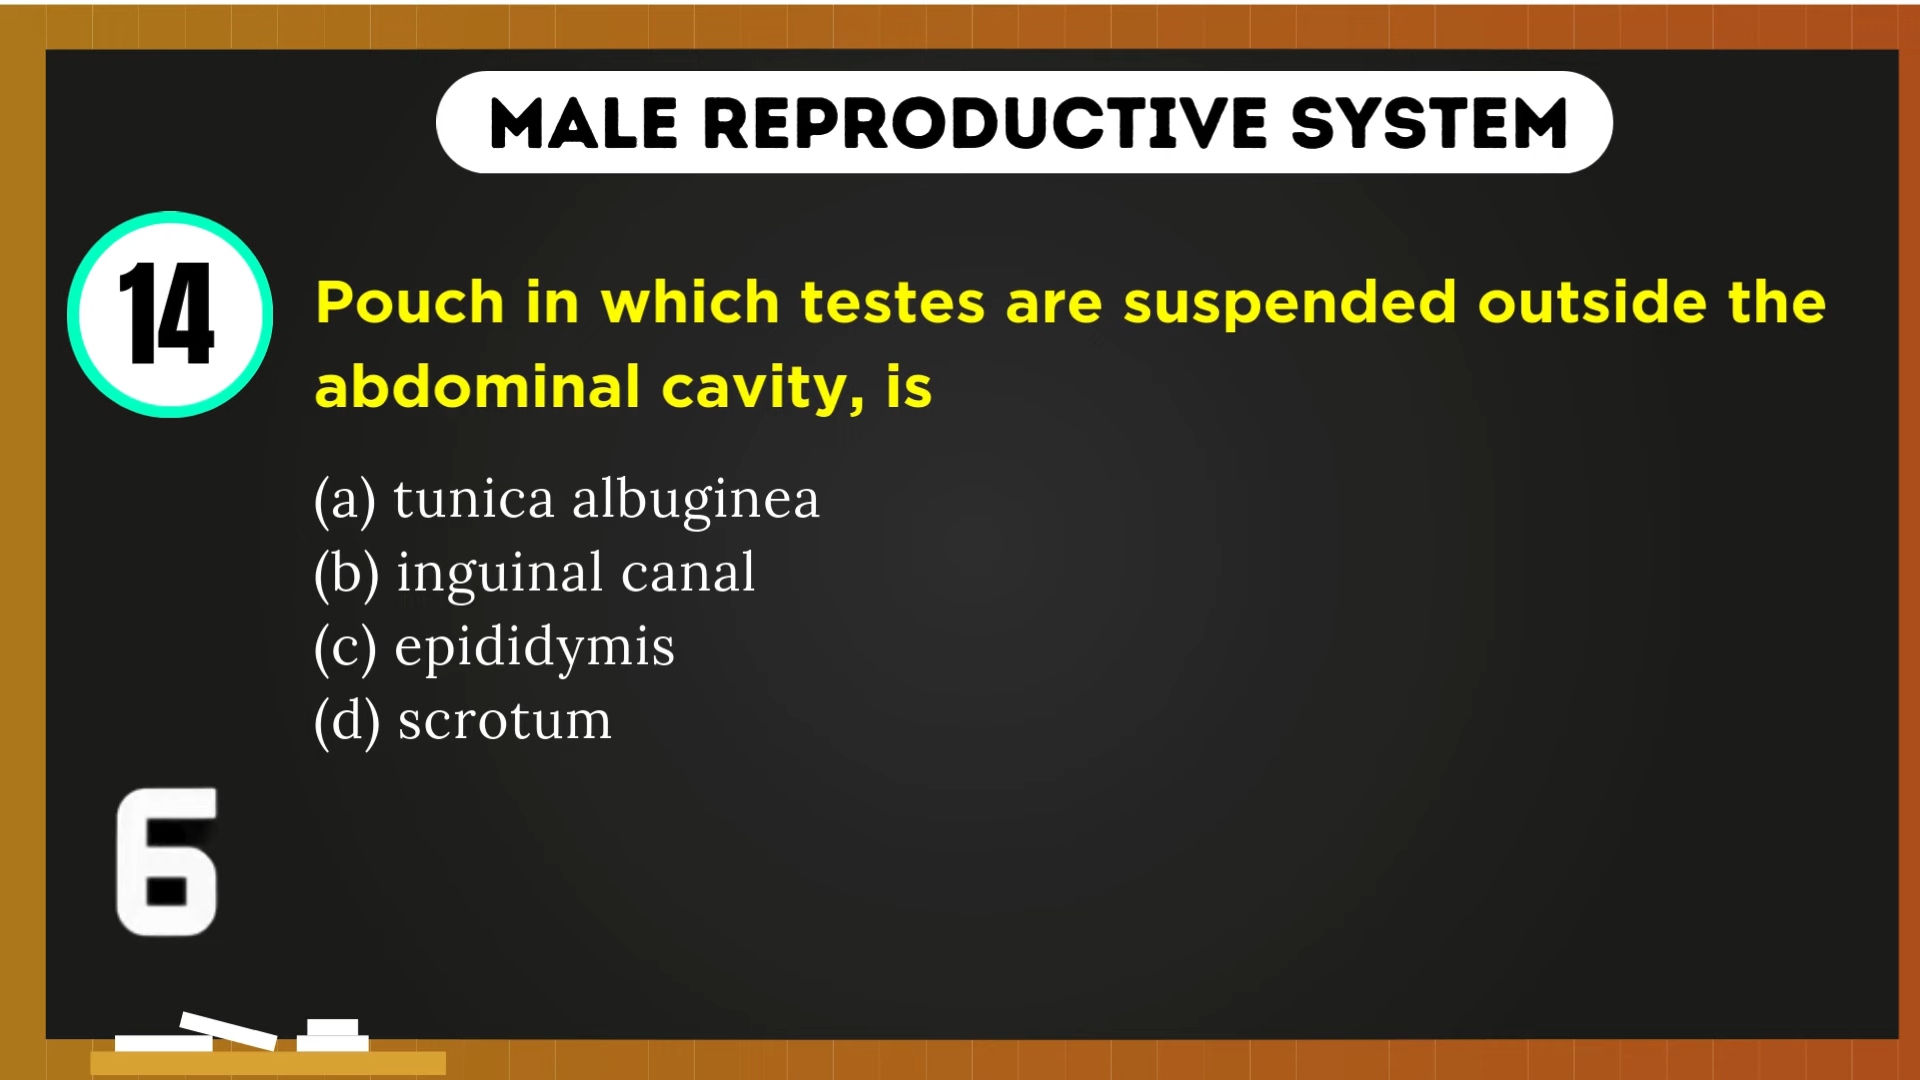 MALE REPRODUCTIVE SYSTEM
14
Pouch in which testes are suspended outside the
abdominal cavity, is
(a) tunica albuginea
(b) inguinal canal
(c) epididymis
(d) scrotum
6